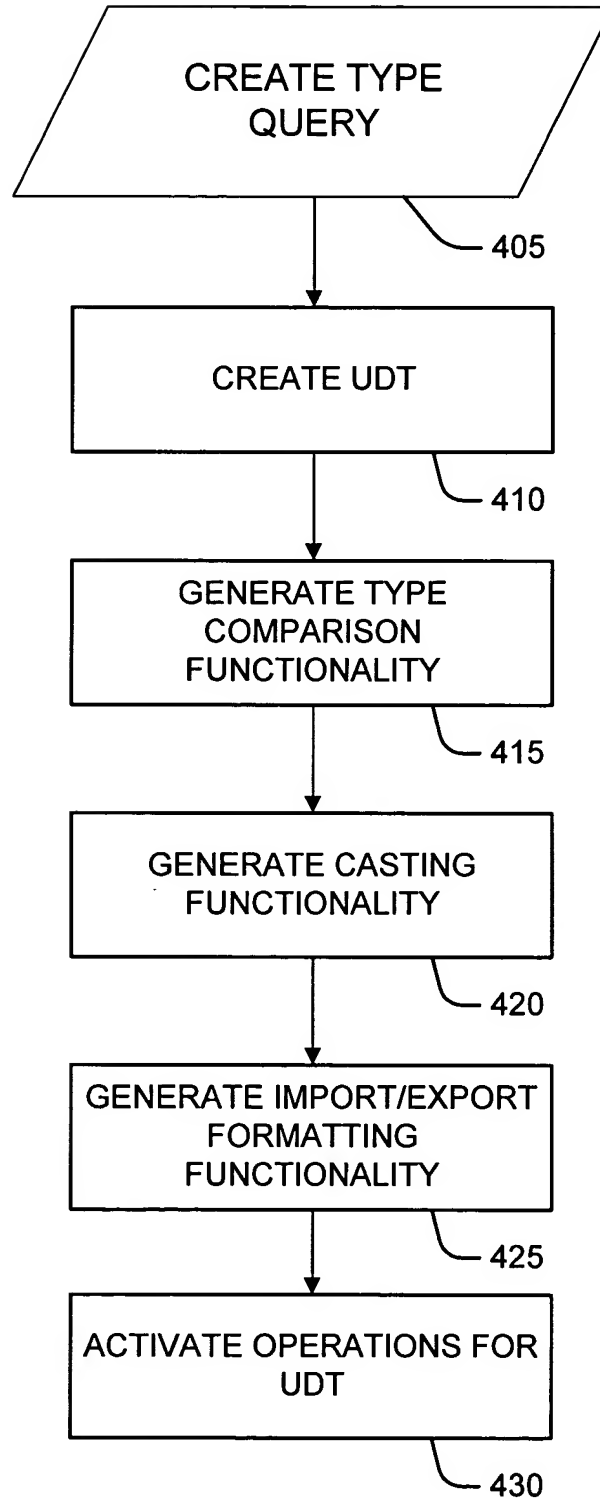 CREATE TYPE
QUERY
405
CREATE UDT
410
GENERATE TYPE
COMPARISON
FUNCTIONALITY
415
GENERATE CASTING
FUNCTIONALITY
420
GENERATE IMPORT/EXPORT
FORMATTING
FUNCTIONALITY
425
ACTIVATE OPERATIONS FOR
UDT
430